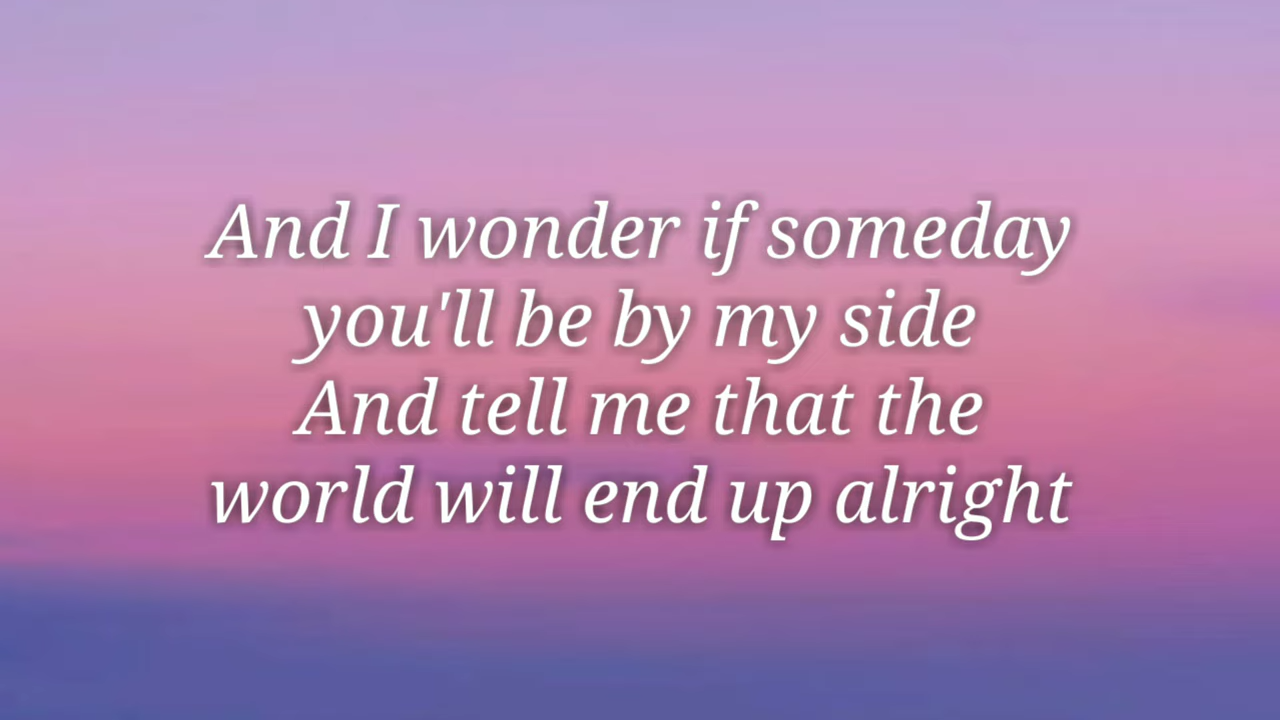 And I wonder if someday
you'll be by my side
And tell me that the
world will end up alright